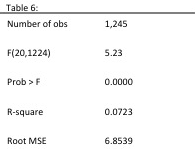 Table 6:
Number of obs 1,245
F(20,1224) 5.23
Prob > F 0.0000
R-square 0.0723
Root MSE 6.8539